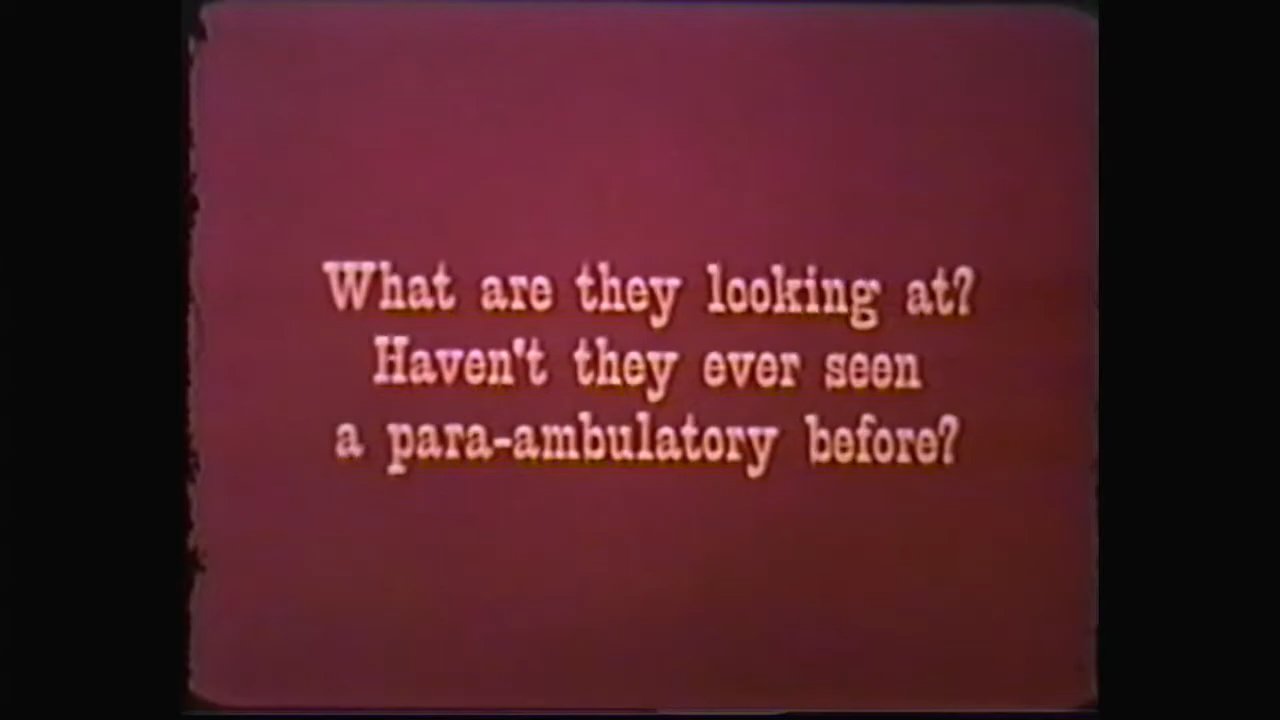 What are they looking at?
Haven't they ever seen
a para-ambulatory before?